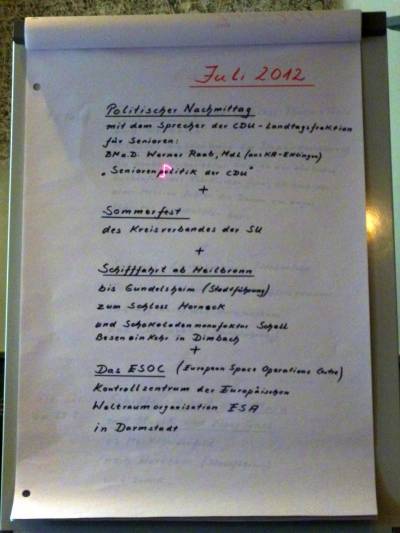 Juli 2012
Politischer Nachmittag
mit dem Sprecher der CDU-Landtagsfraktion
für Senioren:
BM a.D. Werner Raab, MdL (aus KA-Ettlingen)
"Seniorenpolitik der CDU"
+
Sommerfest
des Kreisverbandes der SU
+
Schifffahrt ab Heilbronn
bis Gundelsheim (Stadtführung)
zum Schloss Horneck
und Schokoladenmanufaktur Schell
Beseneinkehr in Dimbach
+
Das ESOC (European Space Operations Centre)
Kontrollzentrum der Europäischen
Weltraumorganisation ESA
in Darmstadt